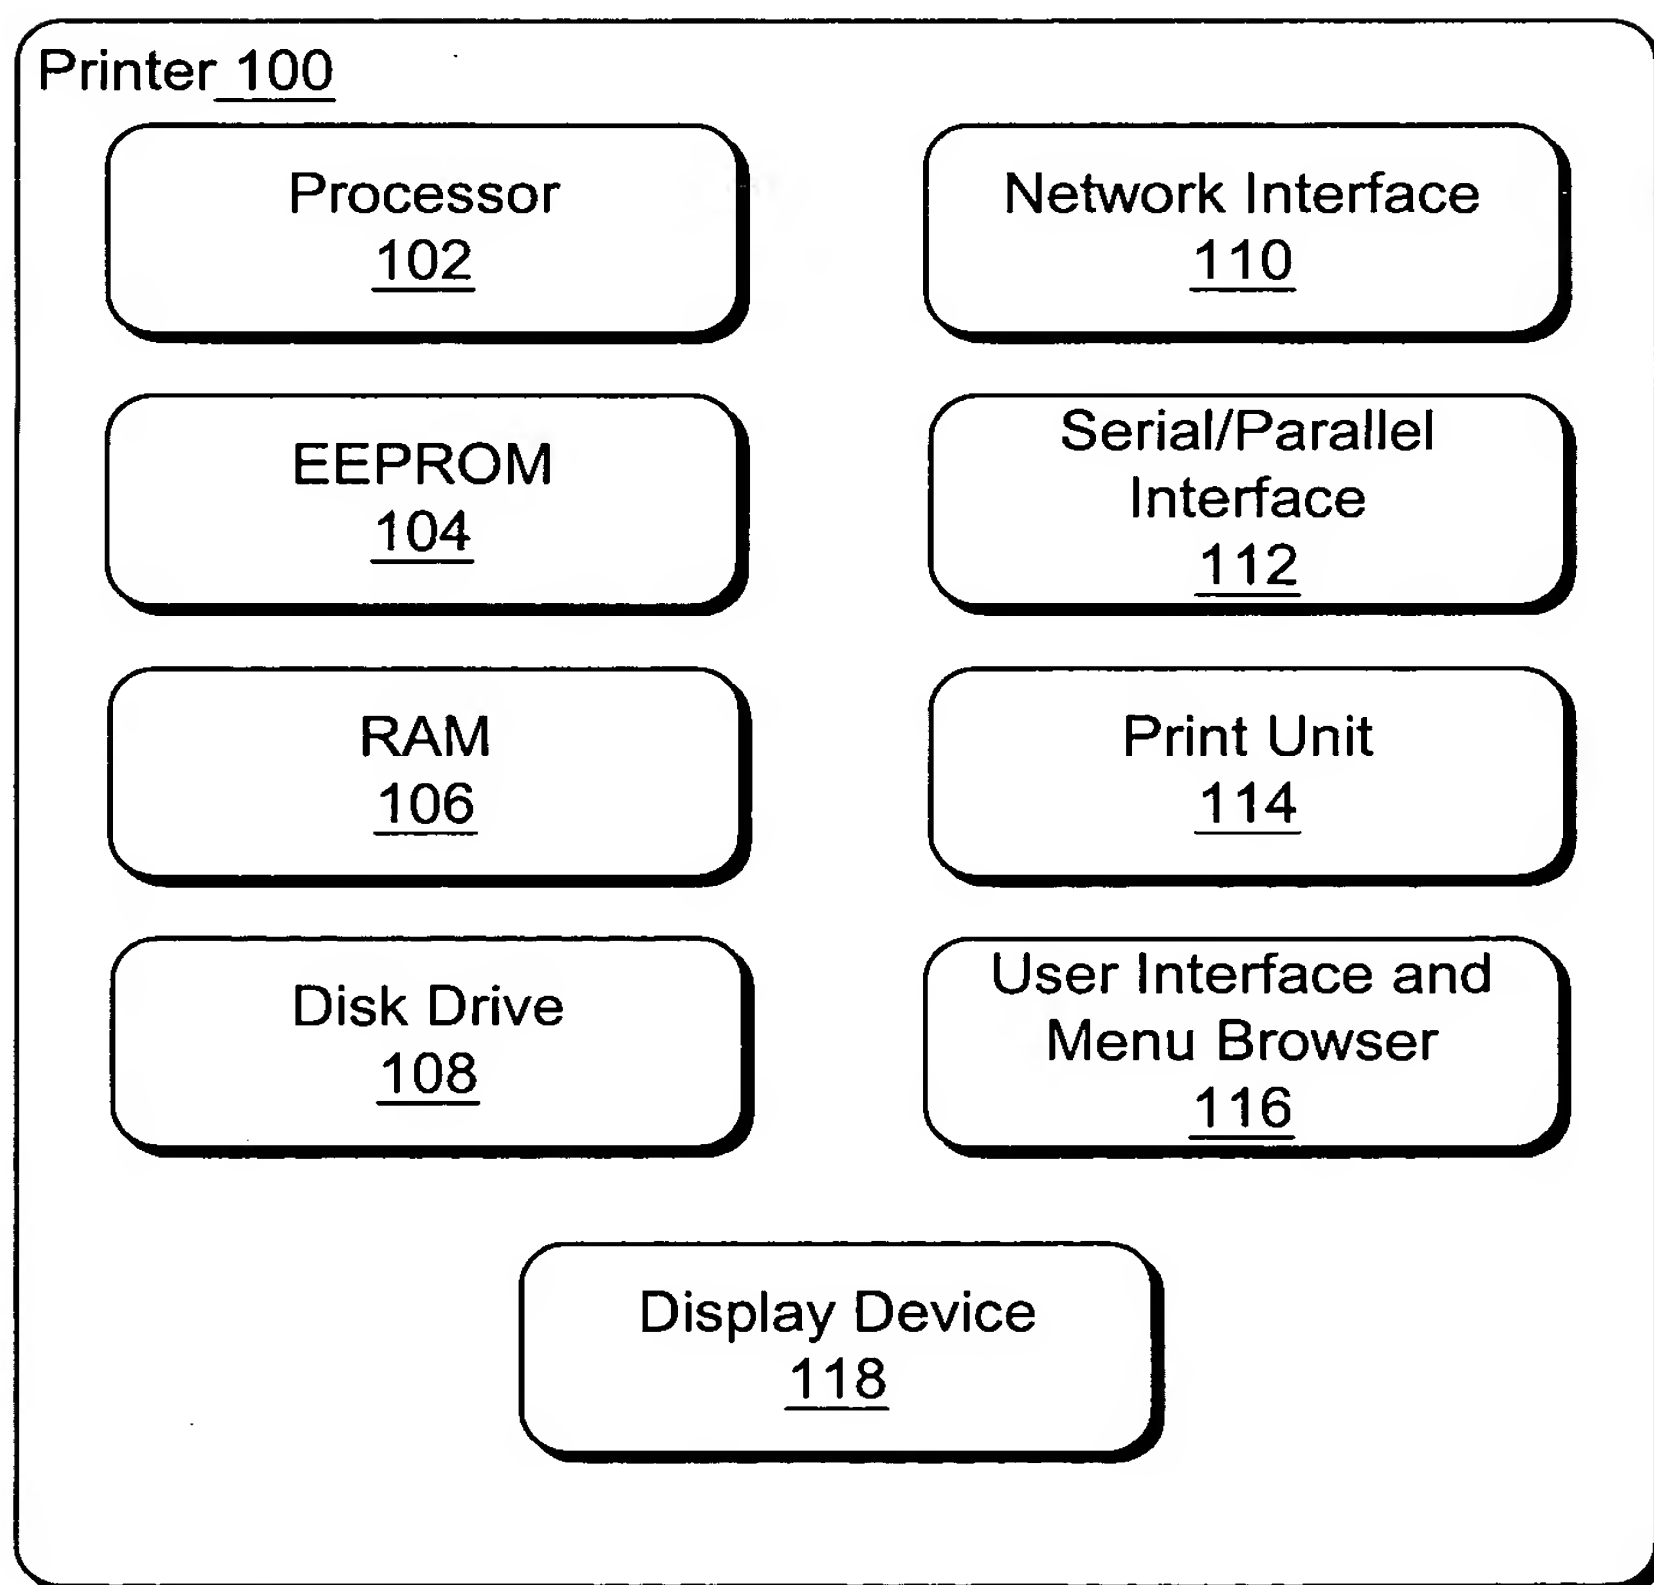 Printer 100
Processor
102
Network Interface
110
EEPROM
104
Serial/Parallel
Interface
112
RAM
106
Print Unit
114
Disk Drive
108
User Interface and
Menu Browser
116
Display Device
118